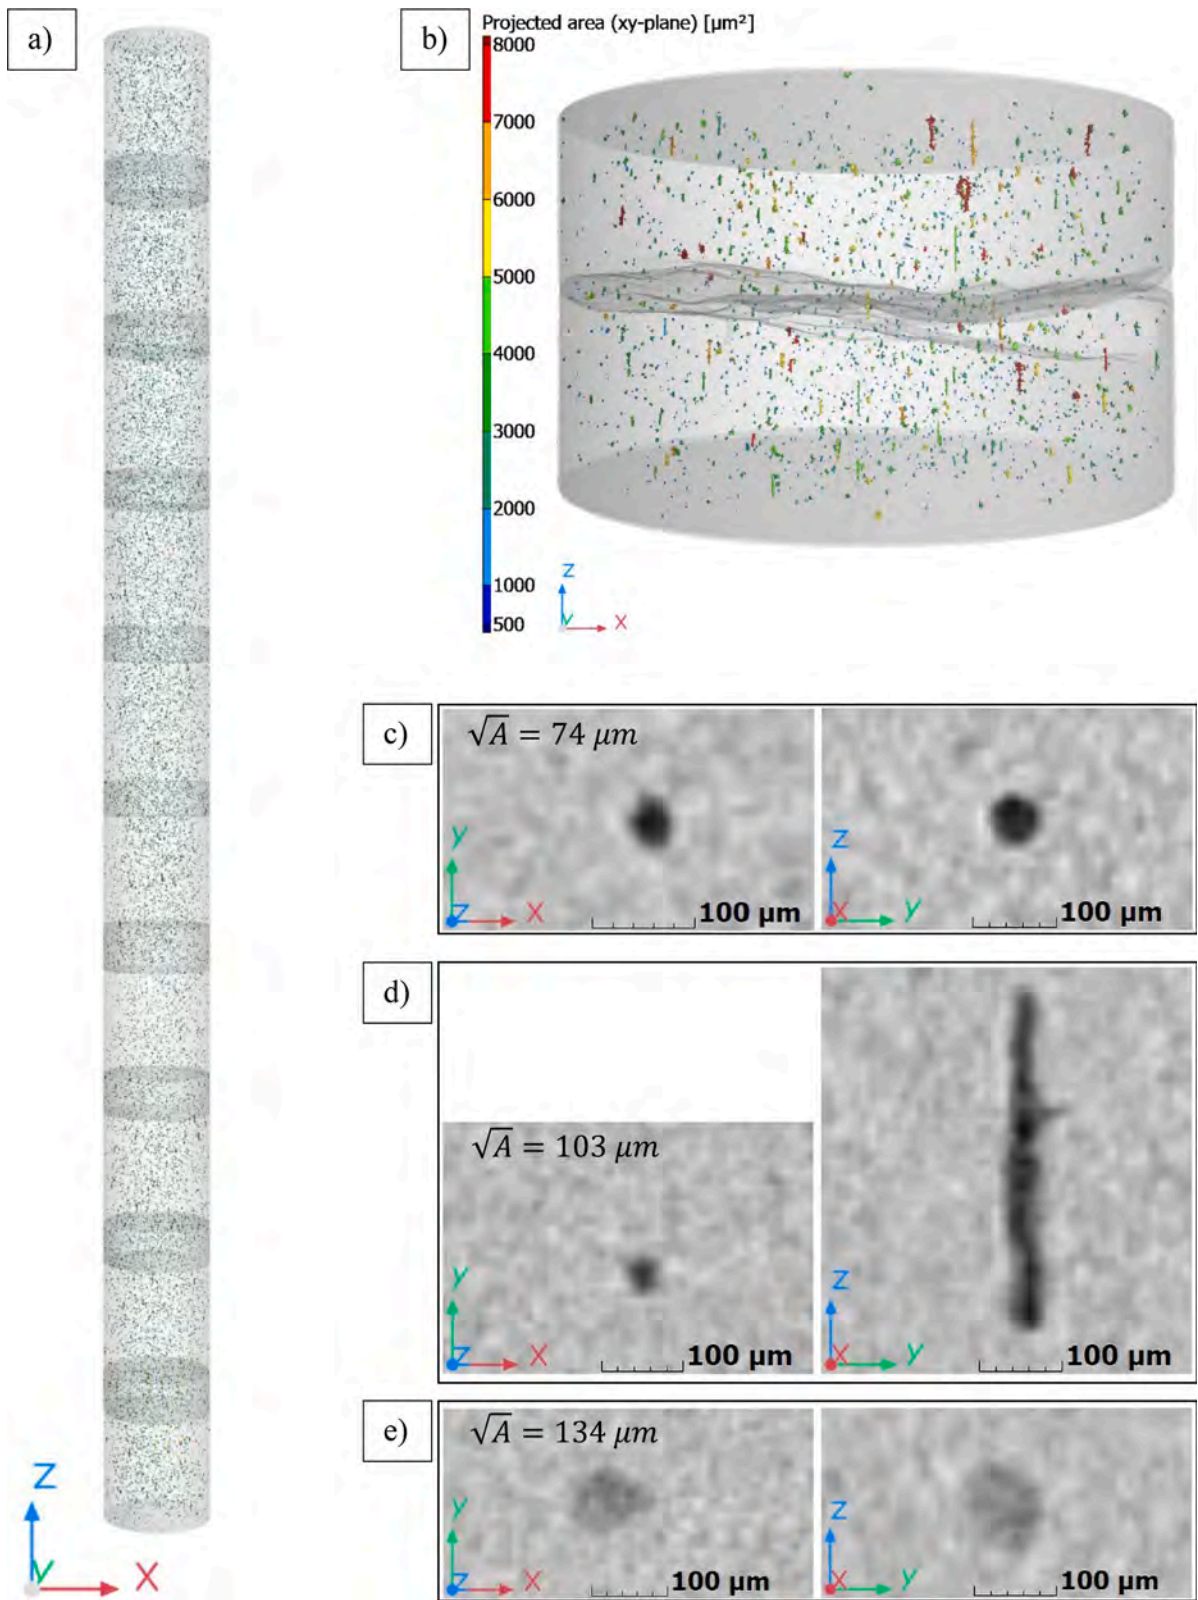 a)
Z
Y
X
b)
Projected area (xy-plane) [µm²]
8000
7000
6000
5000
4000
3000
2000
1000
500
Z
Y
X
c)
√A = 74 µm
y
Z
X
100 µm
Z
X
y
100 µm
d)
√A = 103 µm
y
Z
X
100 µm
Z
X
y
100 µm
e)
√A = 134 µm
y
Z
X
100 µm
Z
X
y
100 µm